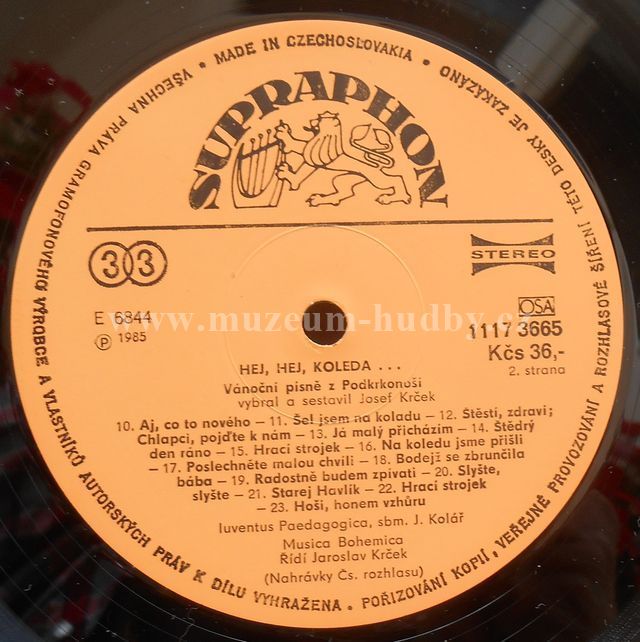 VŠECHNA PRÁVA GRAMOFONOVÉHO VÝROBCE A VLASTNÍKŮ AUTORSKÝCH PRÁV K DÍLU VYHRAŽENA • POŘIZOVÁNÍ KOPIÍ, VEŘEJNÉ PROVOZOVÁNÍ A ROZHLASOVÉ ŠÍŘENÍ TÉTO DESKY JE ZAKÁZÁNO • MADE IN CZECHOSLOVAKIA •
SUPRAPHON
33
STEREO
E 6844
OSA
℗ 1985
1117 3665
www.muzeum-hudby.cz
Kčs 36,-
HEJ, HEJ, KOLEDA . . .
2. strana
Vánoční písně z Podkrkonoší
vybral a sestavil Josef Krček
10. Aj, co to nového – 11. Šel jsem na koladu – 12. Štěstí, zdraví;
Chlapci, pojďte k nám – 13. Já malý přicházím – 14. Štědrý
den ráno – 15. Hrací strojek – 16. Na koledu jsme přišli
– 17. Poslechněte malou chvíli – 18. Bodejž se zbrunčila
bába – 19. Radostně budem zpívati – 20. Slyšte,
slyšte – 21. Starej Havlík – 22. Hrací strojek
– 23. Hoši, honem vzhůru
Iuventus Paedagogica, sbm. J. Kolář
Musica Bohemica
Řídí Jaroslav Krček
(Nahrávky Čs. rozhlasu)